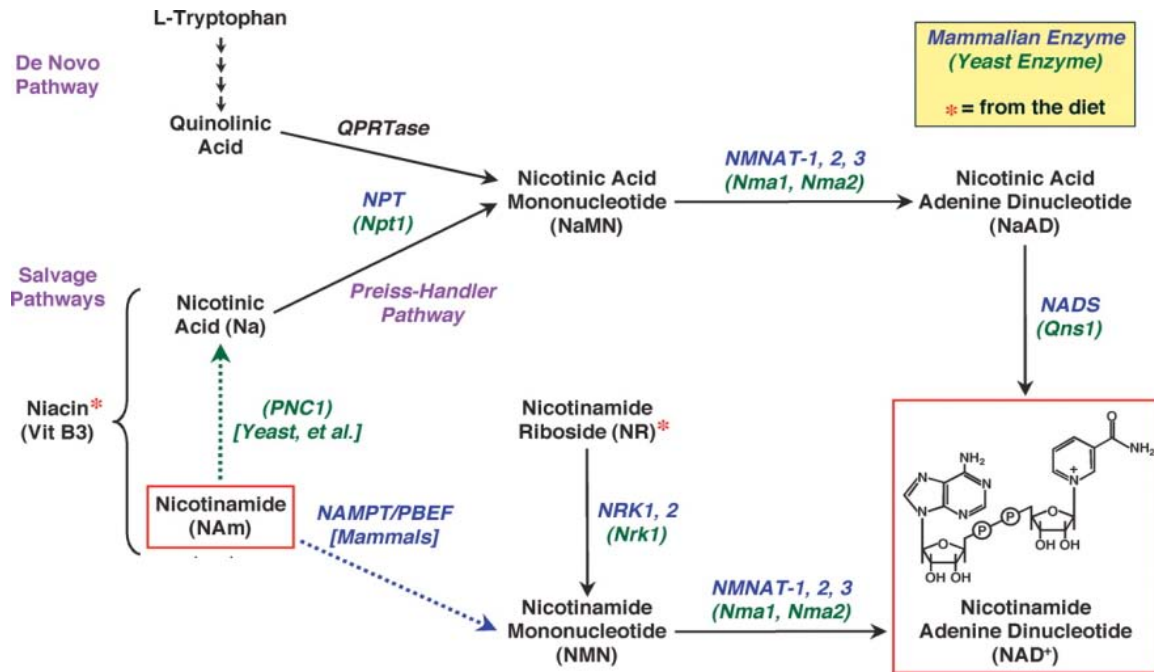 L-Tryptophan
De Novo
Pathway
Quinolinic
Acid
QPRTase
Mammalian Enzyme
(Yeast Enzyme)
* = from the diet
NPT
(Npt1)
Nicotinic Acid
Mononucleotide
(NaMN)
NMNAT-1, 2, 3
(Nma1, Nma2)
Nicotinic Acid
Adenine Dinucleotide
(NaAD)
Salvage
Pathways
Nicotinic
Acid (Na)
Preiss-Handler
Pathway
NADS
(Qns1)
Niacin*
(Vit B3)
(PNC1)
[Yeast, et al.]
Nicotinamide
(NAm)
NAMPT/PBEF
[Mammals]
Nicotinamide
Riboside (NR)*
NRK1, 2
(Nrk1)
Nicotinamide
Mononucleotide
(NMN)
NMNAT-1, 2, 3
(Nma1, Nma2)
O
NH2
N
+
NH2
N
N
N
N
O
P
O
P
O
O
O
OH OH
OH OH
Nicotinamide
Adenine Dinucleotide
(NAD+)